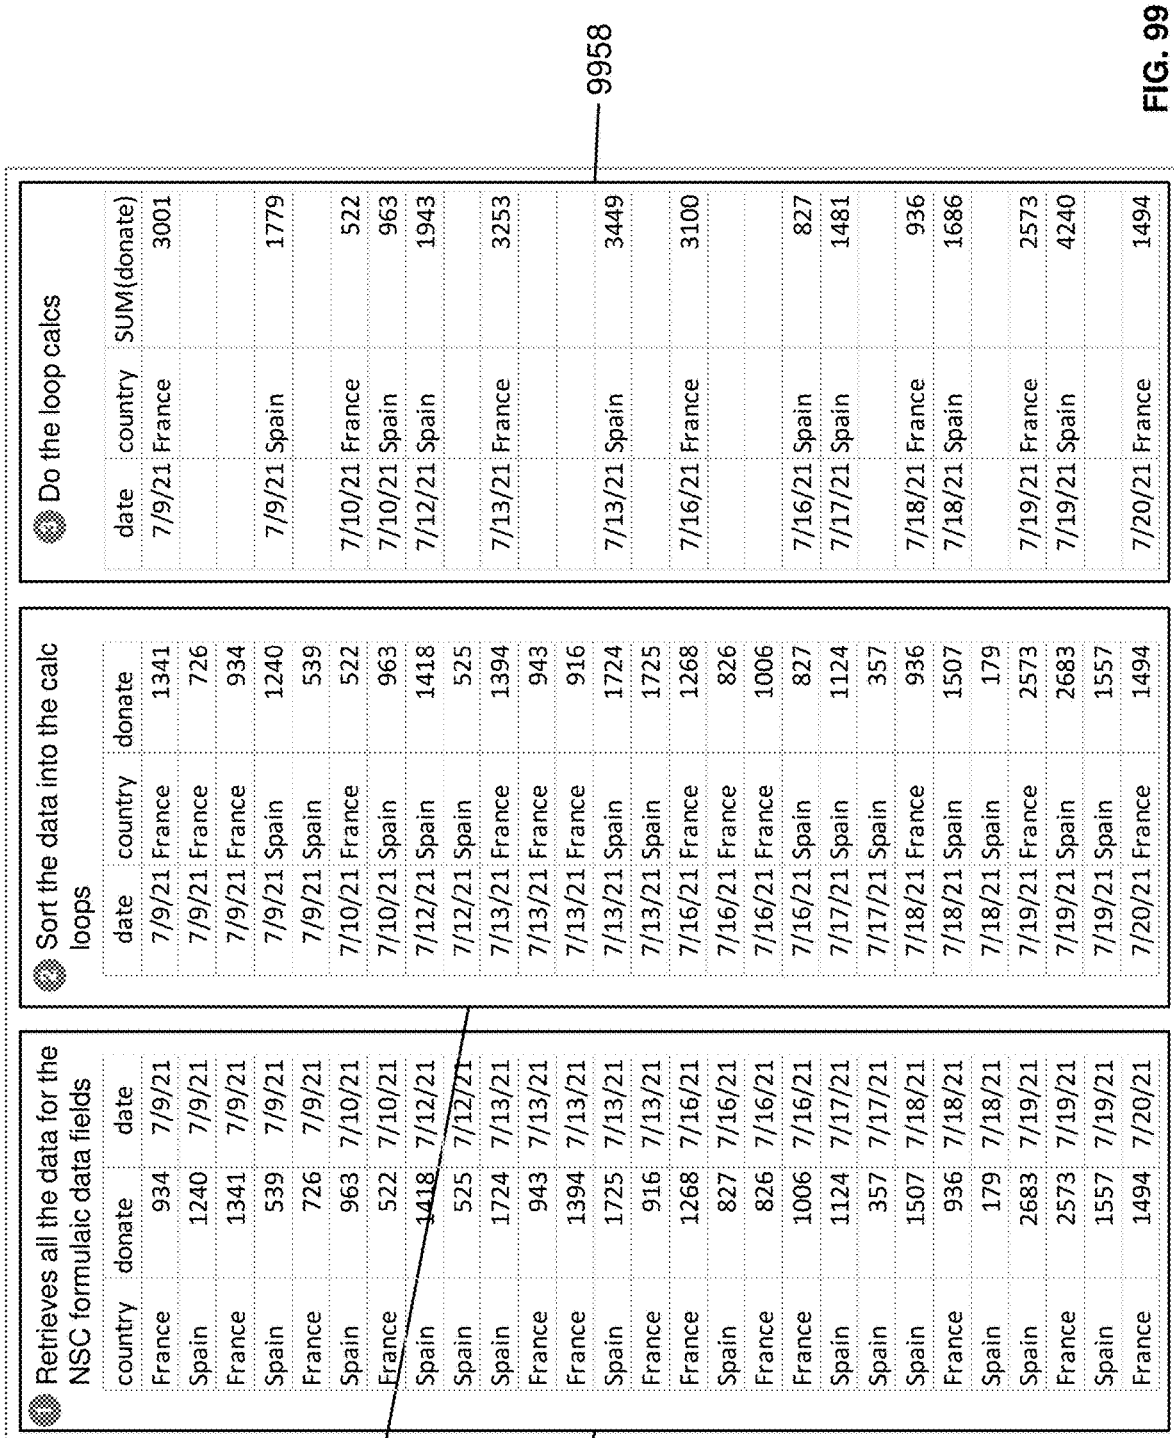 Retrieves all the data for the
NSC formulaic data fields
country donate date
France 934 7/9/21
Spain 1240 7/9/21
France 1341 7/9/21
Spain 539 7/9/21
France 726 7/9/21
Spain 963 7/10/21
France 522 7/10/21
Spain 1418 7/12/21
Spain 525 7/12/21
Spain 1724 7/13/21
France 943 7/13/21
France 1394 7/13/21
Spain 1725 7/13/21
France 916 7/13/21
France 1268 7/16/21
Spain 827 7/16/21
France 826 7/16/21
France 1006 7/16/21
Spain 1124 7/17/21
Spain 357 7/17/21
Spain 1507 7/18/21
France 936 7/18/21
Spain 179 7/18/21
Spain 2683 7/19/21
France 2573 7/19/21
Spain 1557 7/19/21
France 1494 7/20/21
Sort the data into the calc
loops
date country donate
7/9/21 France 1341
7/9/21 France 726
7/9/21 France 934
7/9/21 Spain 1240
7/9/21 Spain 539
7/10/21 France 522
7/10/21 Spain 963
7/12/21 Spain 1418
7/12/21 Spain 525
7/13/21 France 1394
7/13/21 France 943
7/13/21 France 916
7/13/21 Spain 1724
7/13/21 Spain 1725
7/16/21 France 1268
7/16/21 France 826
7/16/21 France 1006
7/16/21 Spain 827
7/17/21 Spain 1124
7/17/21 Spain 357
7/18/21 France 936
7/18/21 Spain 1507
7/18/21 Spain 179
7/19/21 France 2573
7/19/21 Spain 2683
7/19/21 Spain 1557
7/20/21 France 1494
Do the loop calcs
date country SUM(donate)
7/9/21 France 3001
7/9/21 Spain 1779
7/10/21 France 522
7/10/21 Spain 963
7/12/21 Spain 1943
7/13/21 France 3253
7/13/21 Spain 3449
7/16/21 France 3100
7/16/21 Spain 827
7/17/21 Spain 1481
7/18/21 France 936
7/18/21 Spain 1686
7/19/21 France 2573
7/19/21 Spain 4240
7/20/21 France 1494
9958
FIG. 99